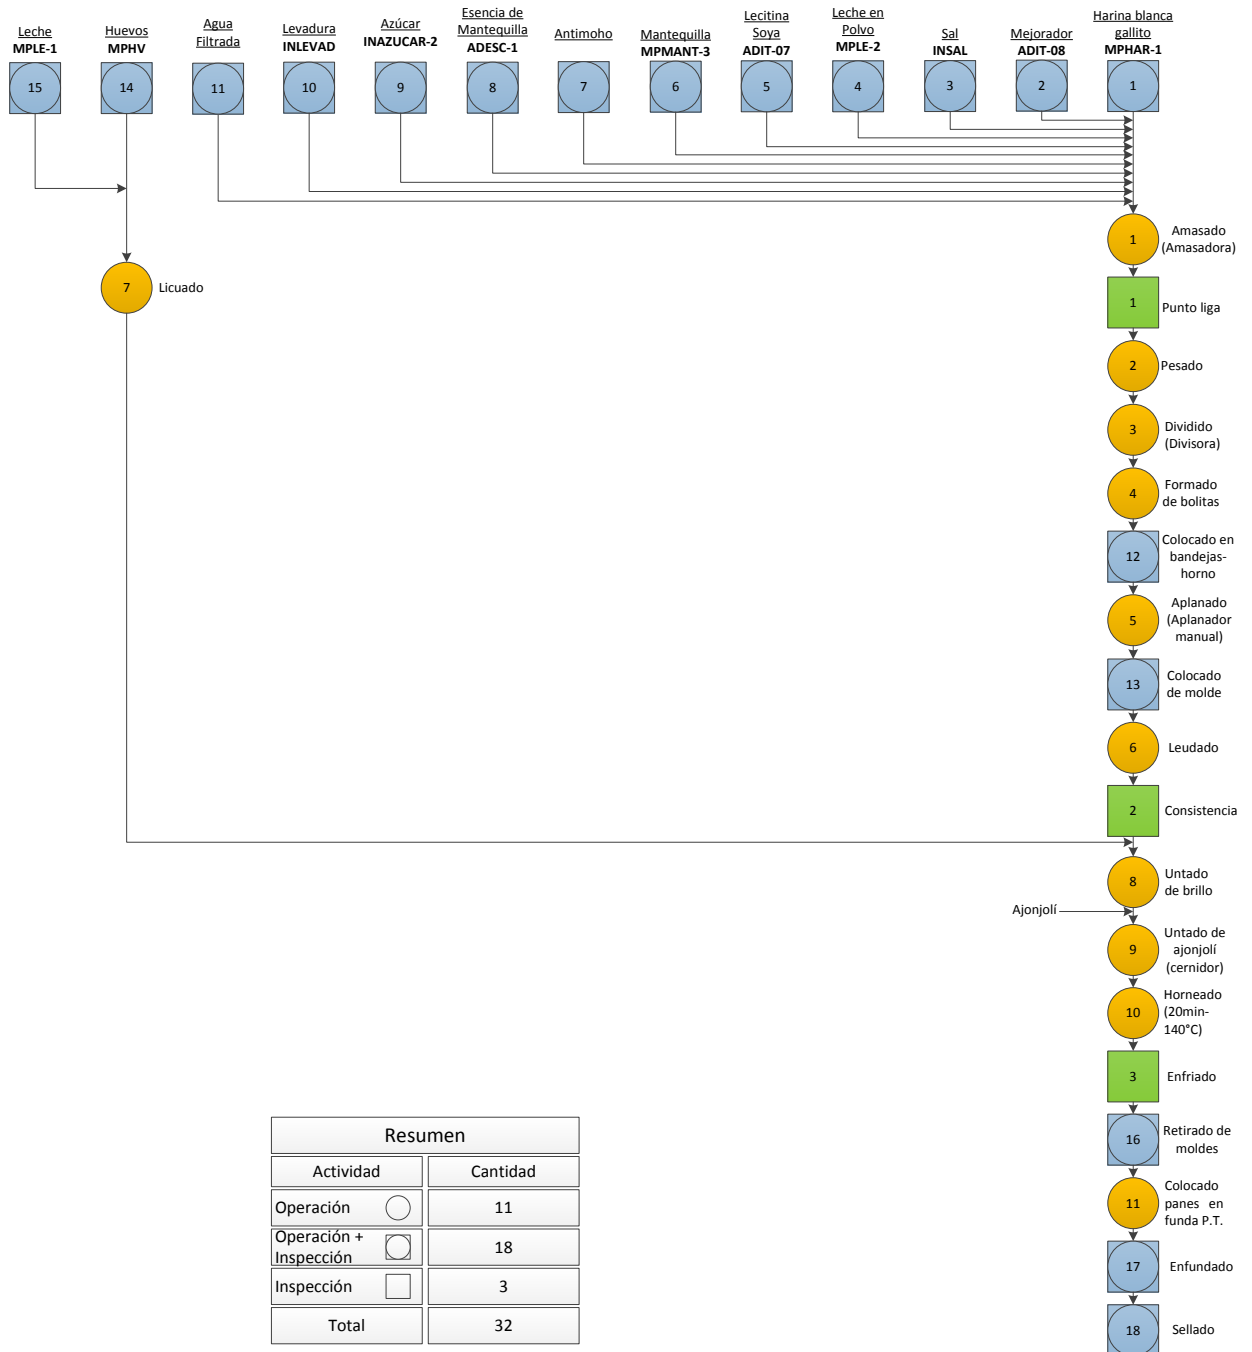 Leche
MPLE-1
Huevos
MPHV
Agua
Filtrada
Levadura
INLEVAD
Azúcar
INAZUCAR-2
Esencia de
Mantequilla
ADESC-1
Antimoho
Mantequilla
MPMANT-3
Lecitina
Soya
ADIT-07
Leche en
Polvo
MPLE-2
Sal
INSAL
Mejorador
ADIT-08
Harina blanca
gallito
MPHAR-1
15
14
11
10
9
8
7
6
5
4
3
2
1
1
Amasado
(Amasadora)
7
Licuado
1
Punto liga
2
Pesado
3
Dividido
(Divisora)
4
Formado
de bolitas
12
Colocado en
bandejas-
horno
5
Aplanado
(Aplanador
manual)
13
Colocado
de molde
6
Leudado
2
Consistencia
8
Untado
de brillo
Ajonjolí
9
Untado de
ajonjolí
(cernidor)
10
Horneado
(20min-
140°C)
3
Enfriado
16
Retirado de
moldes
11
Colocado
panes en
funda P.T.
17
Enfundado
18
Sellado
Resumen
Actividad
Cantidad
Operación
11
Operación +
Inspección
18
Inspección
3
Total
32